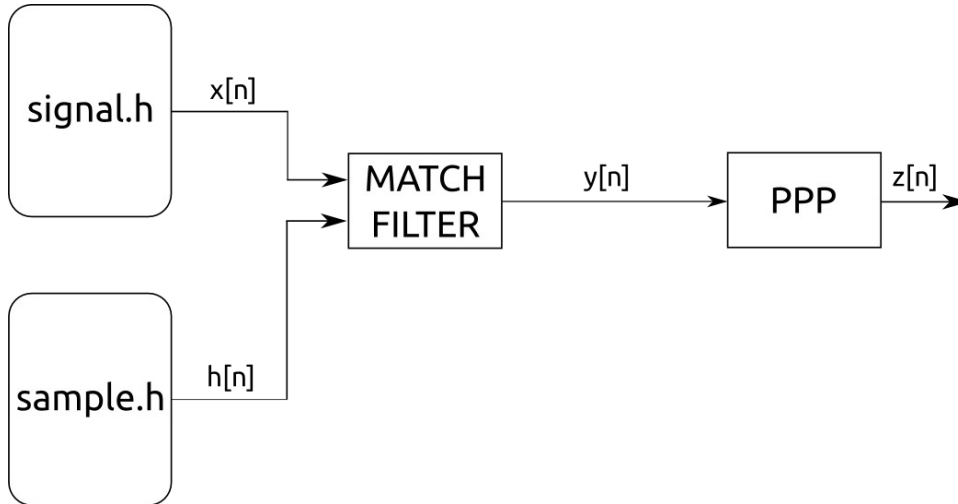 signal.h
x[n]
MATCH
FILTER
y[n]
PPP
z[n]
sample.h
h[n]